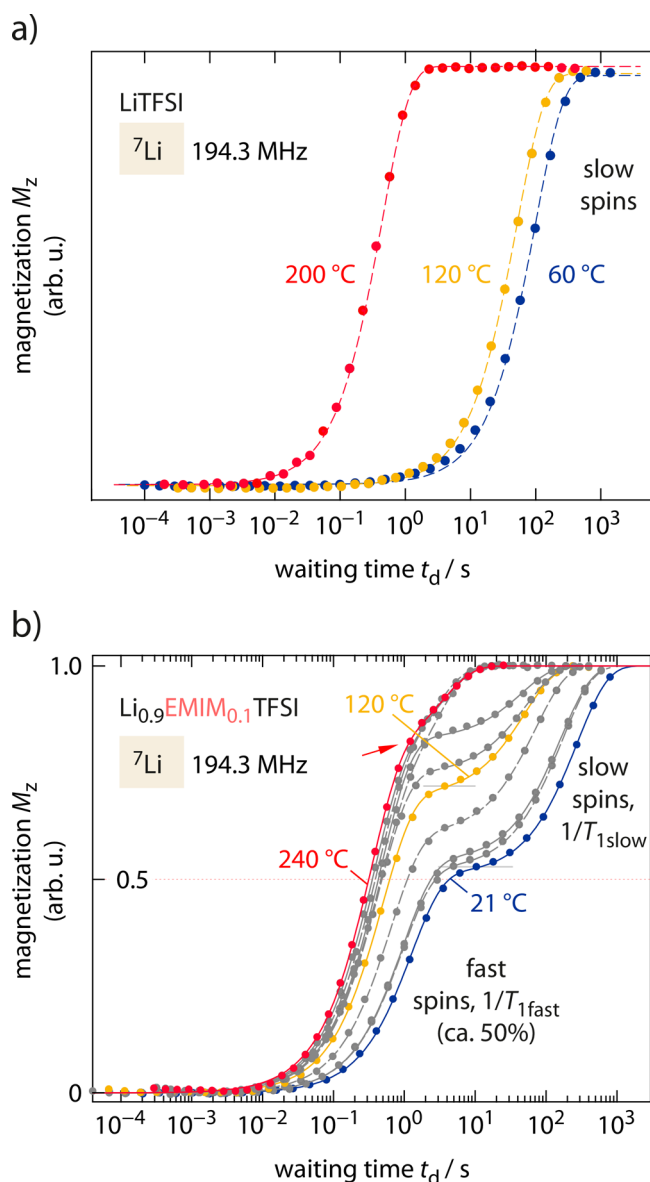 a)
LiTFSI
⁷Li 194.3 MHz
slow
spins
200 °C
120 °C
60 °C
magnetization Mz
(arb. u.)
10⁻⁴ 10⁻³ 10⁻² 10⁻¹ 10⁰ 10¹ 10² 10³
waiting time td / s
b)
1.0
Li0.9EMIM0.1TFSI
120 °C
⁷Li 194.3 MHz
slow
spins,
1/T1slow
240 °C
0.5
21 °C
magnetization Mz
(arb. u.)
fast
spins, 1/T1fast
(ca. 50%)
0
10⁻⁴ 10⁻³ 10⁻² 10⁻¹ 10⁰ 10¹ 10² 10³
waiting time td / s